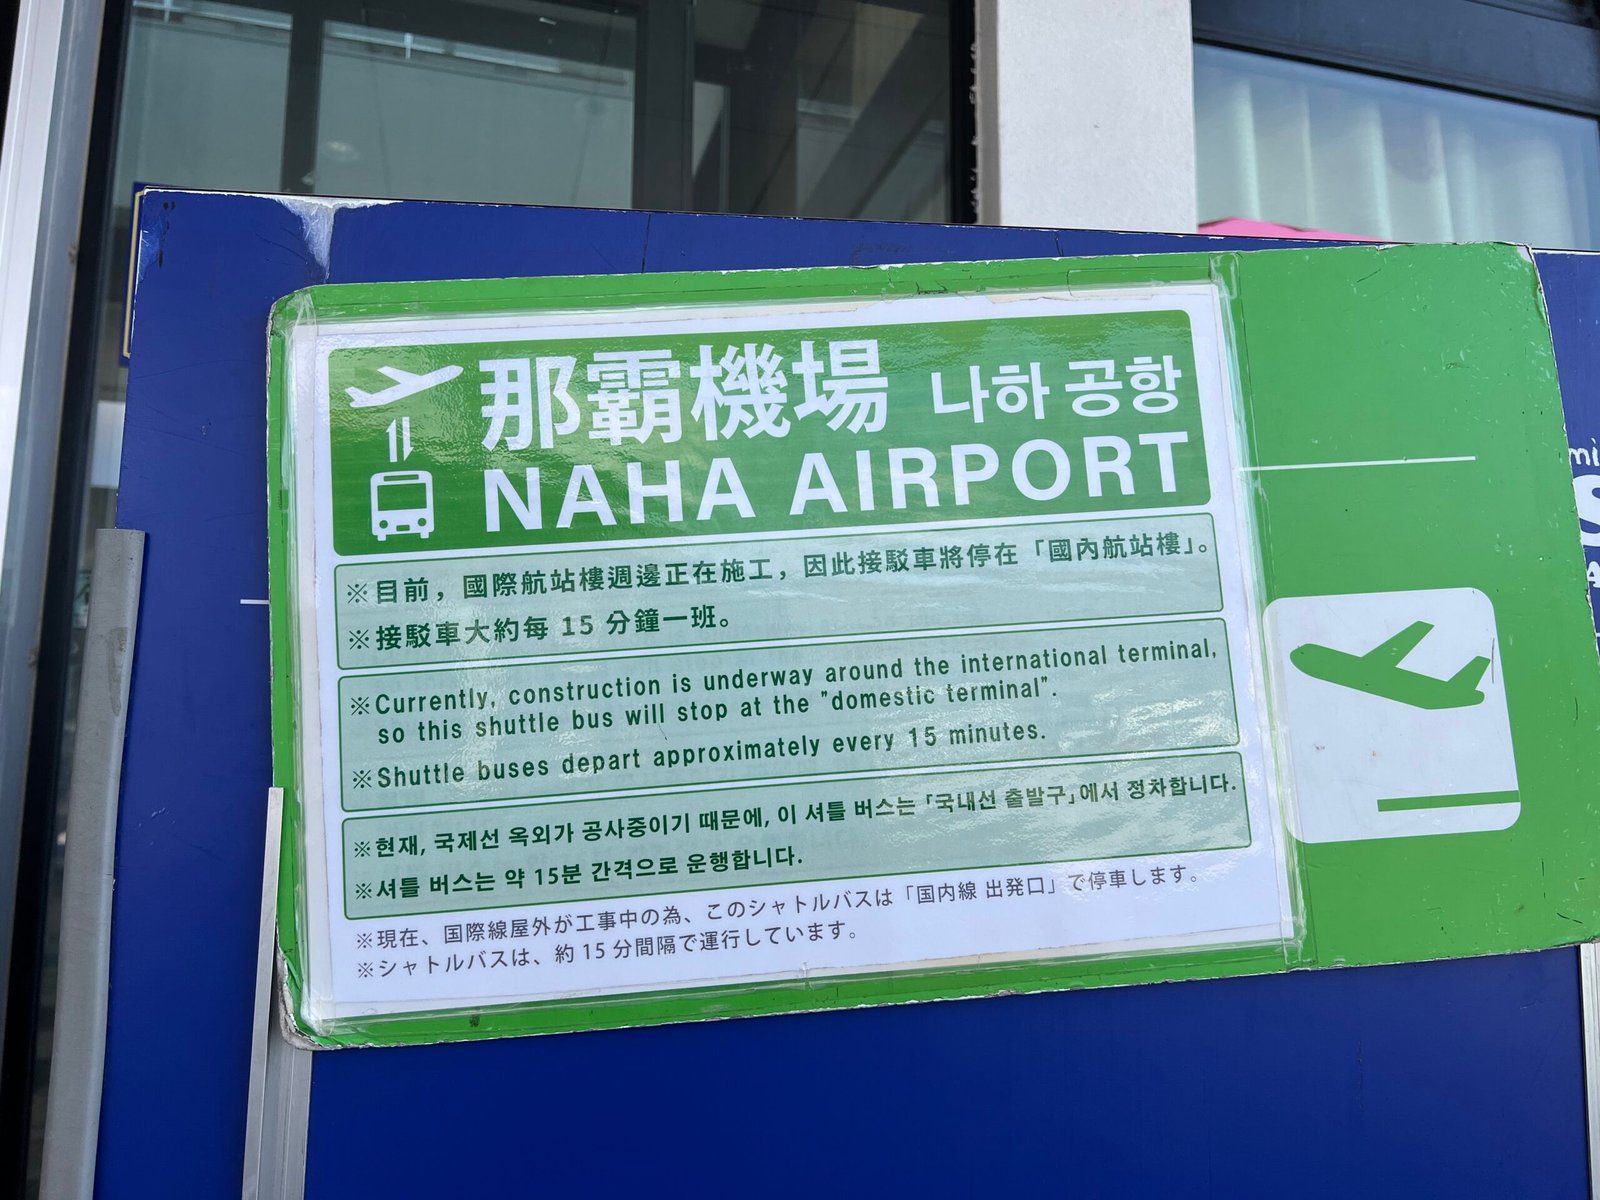 那覇機場 나하 공항
NAHA AIRPORT
※目前，國際航站樓週邊正在施工，因此接駁車將停在「國內航站樓」。
※接駁車大約每 15 分鐘一班。
※Currently, construction is underway around the international terminal,
so this shuttle bus will stop at the "domestic terminal".
※Shuttle buses depart approximately every 15 minutes.
※현재, 국제선 옥외가 공사중이기 때문에, 이 셔틀 버스는 「국내선 출발구」에서 정차합니다.
※셔틀 버스는 약 15분 간격으로 운행합니다.
※現在、国際線屋外が工事中の為、このシャトルバスは「国内線 出発口」で停車します。
※シャトルバスは、約 15 分間隔で運行しています。